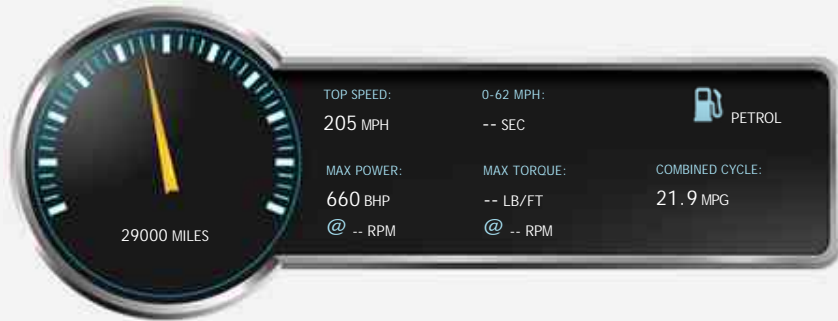 TOP SPEED:
0-62 MPH:
205 MPH
-- SEC
PETROL
MAX POWER:
MAX TORQUE:
COMBINED CYCLE:
660 BHP
-- LB/FT
21.9 MPG
@ -- RPM
@ -- RPM
29000 MILES